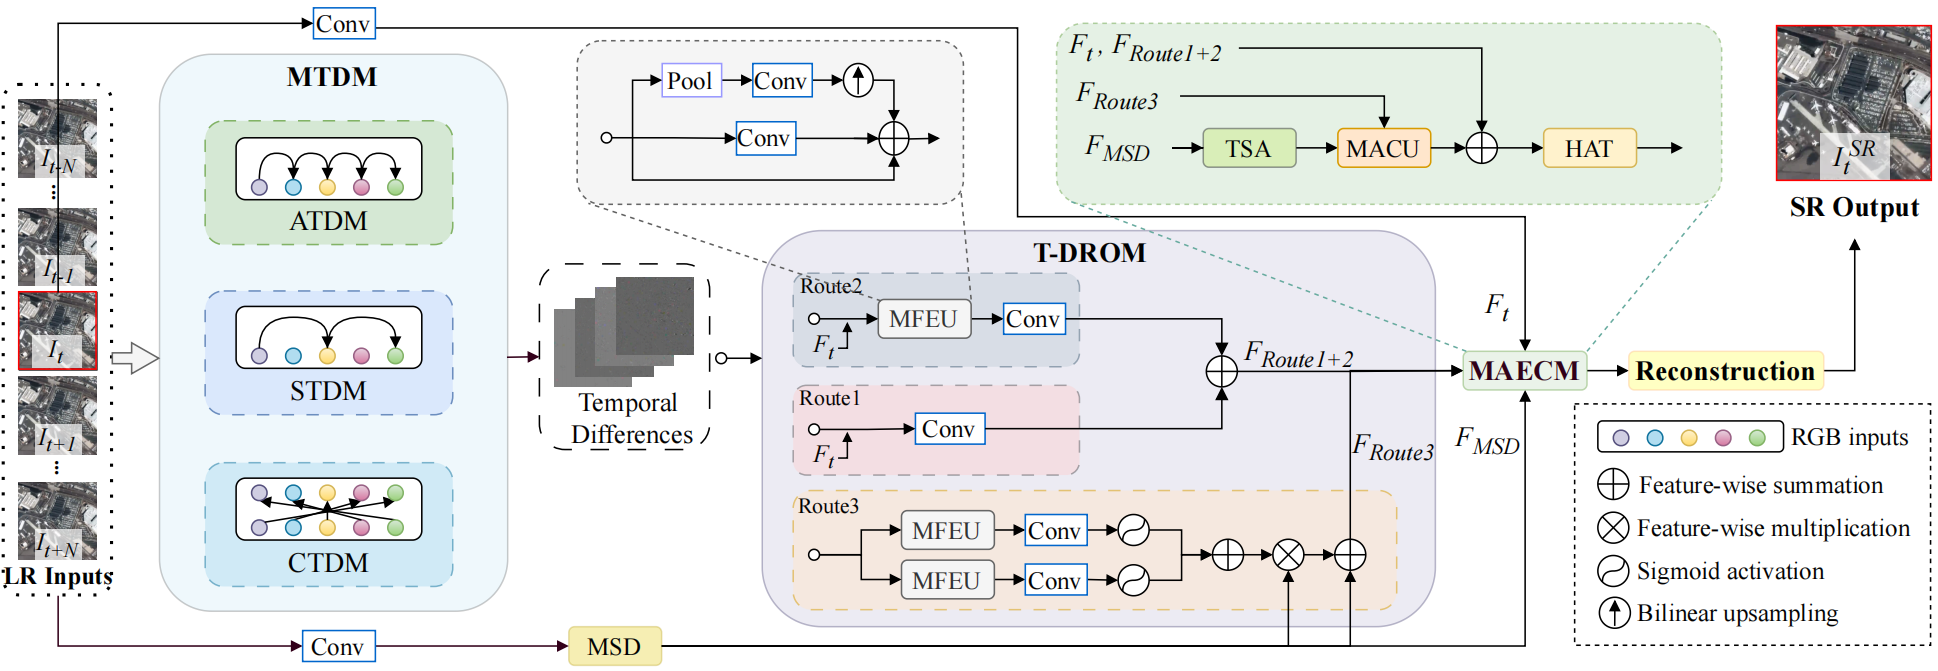 Conv
MTDM
I_{t-N}
⋮
I_{t-1}
I_t
I_{t+1}
⋮
I_{t+N}
LR Inputs
ATDM
STDM
CTDM
Conv
MSD
Temporal
Differences
Pool
Conv
Conv
T-DROM
Route2
F_t
MFEU
Conv
Route1
F_t
Conv
F_{Route1+2}
Route3
MFEU
Conv
MFEU
Conv
F_{Route3}
F_{MSD}
F_t
F_t, F_{Route1+2}
F_{Route3}
F_{MSD}
TSA
MACU
HAT
MAECM
Reconstruction
I_t^{SR}
SR Output
RGB inputs
Feature-wise summation
Feature-wise multiplication
Sigmoid activation
Bilinear upsampling